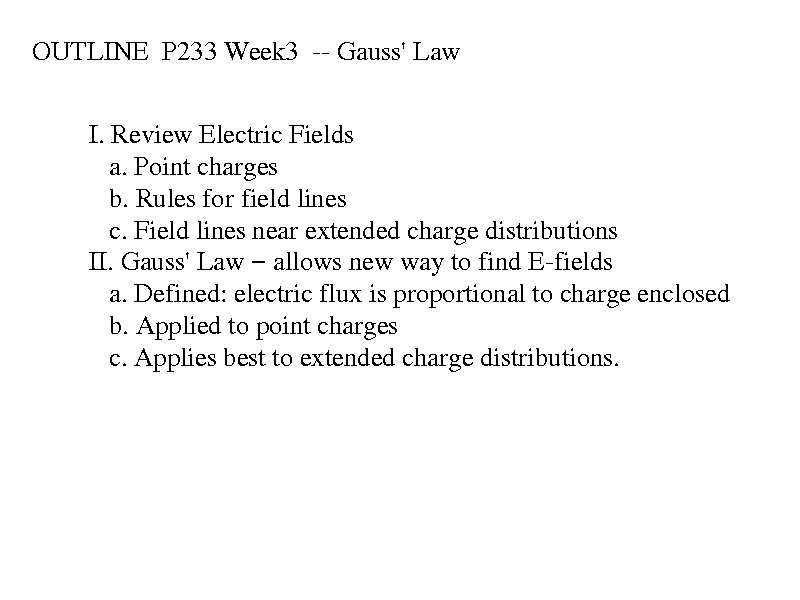 OUTLINE P233 Week3 -- Gauss' Law
I. Review Electric Fields
a. Point charges
b. Rules for field lines
c. Field lines near extended charge distributions
II. Gauss' Law − allows new way to find E-fields
a. Defined: electric flux is proportional to charge enclosed
b. Applied to point charges
c. Applies best to extended charge distributions.